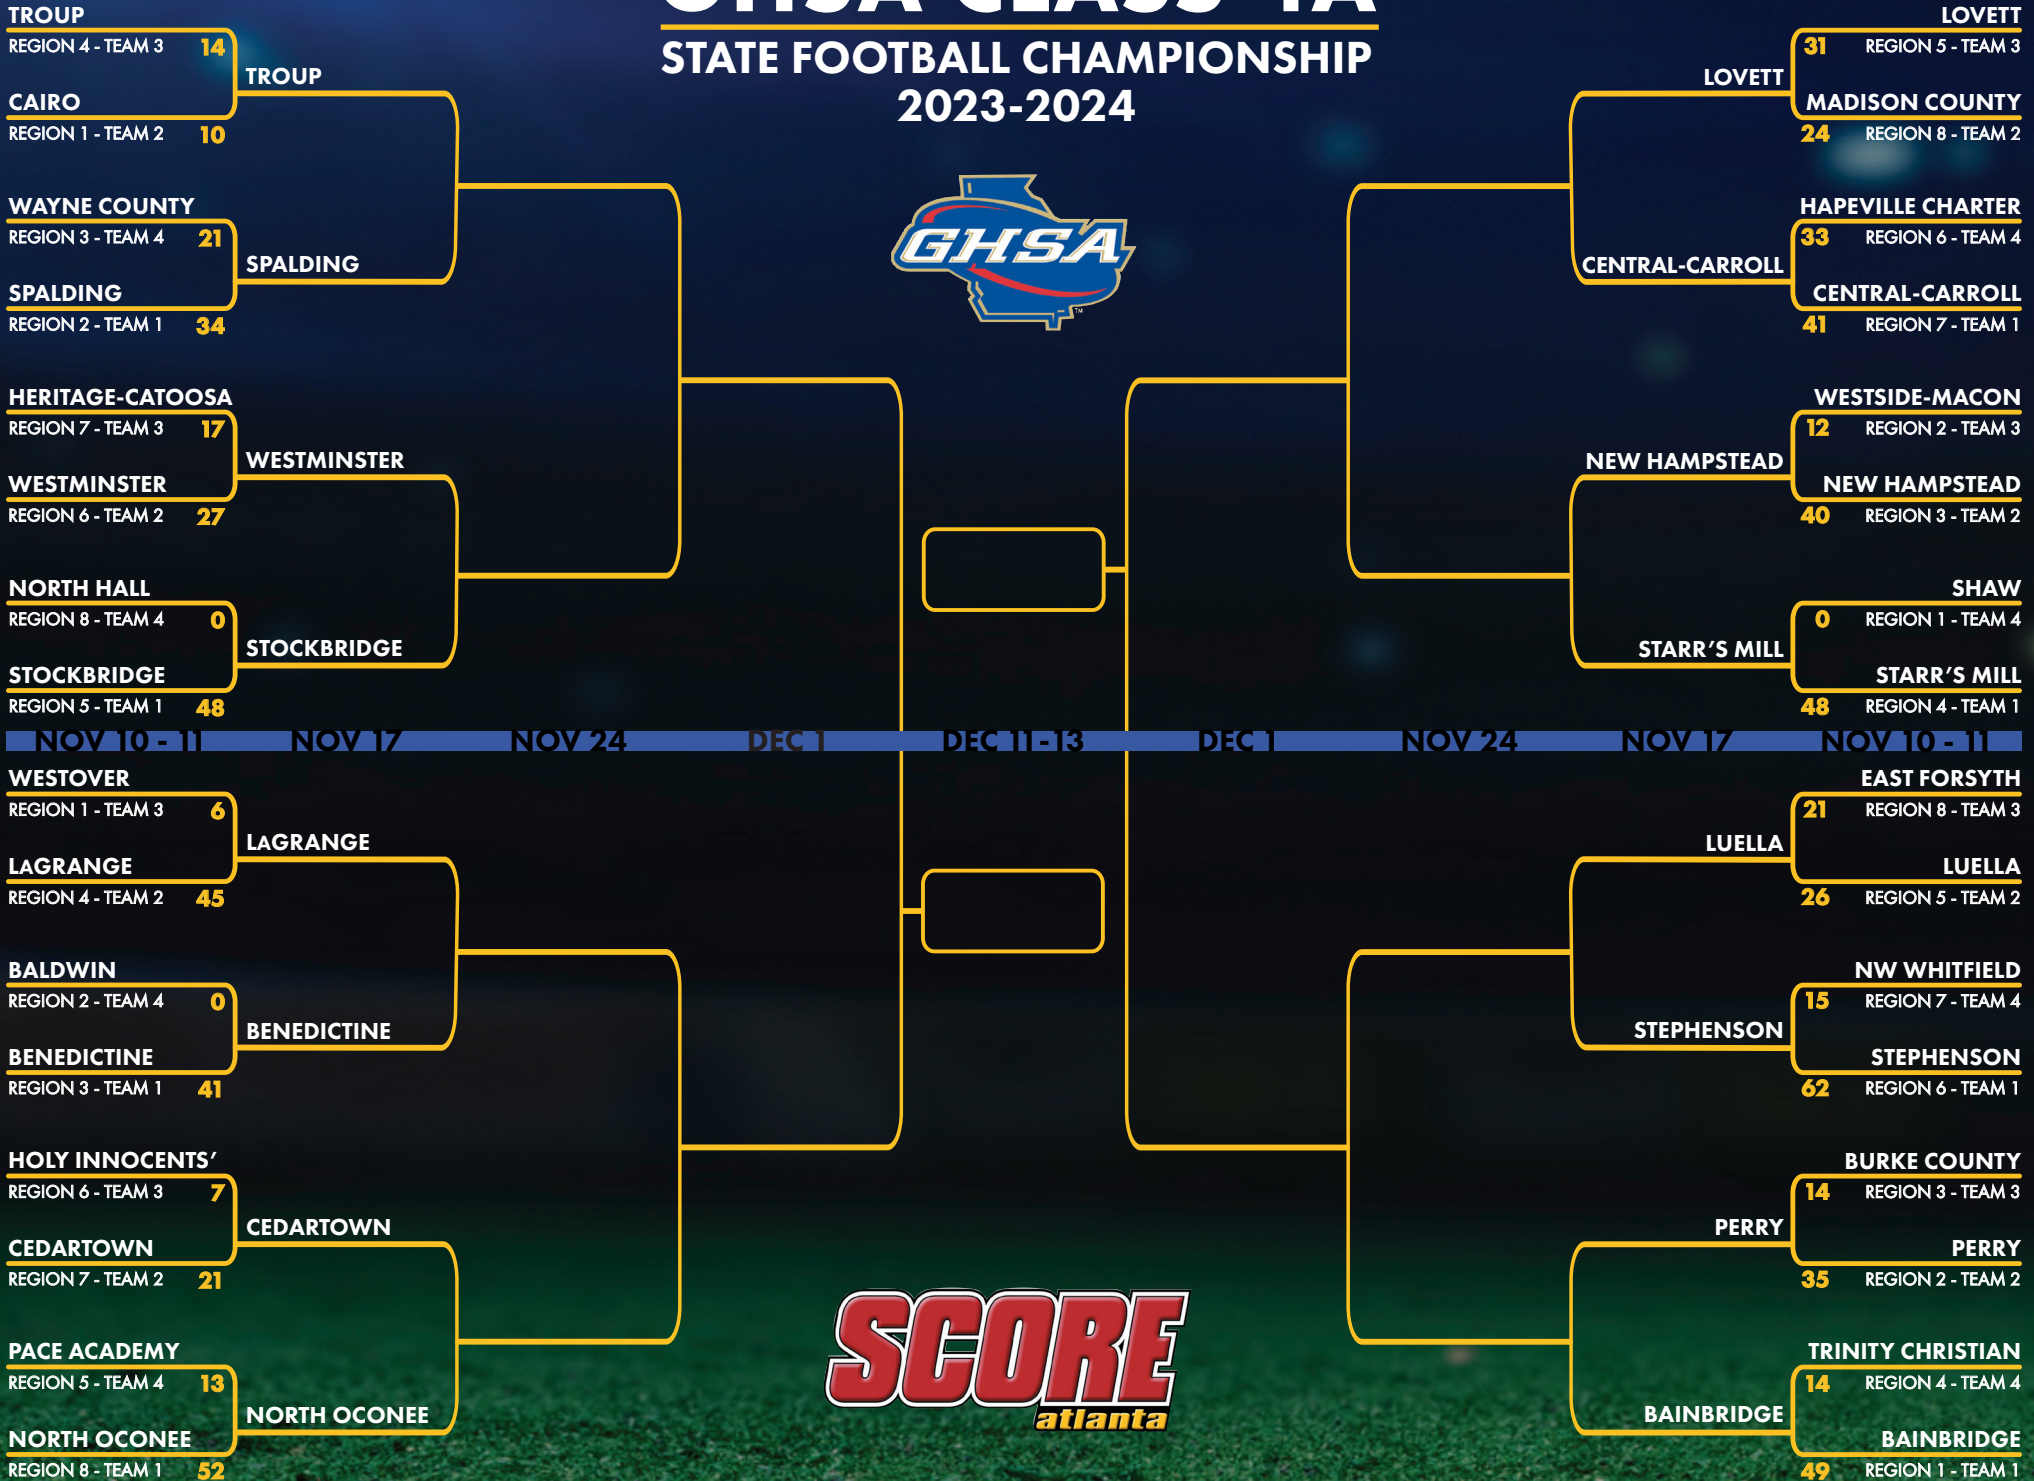 GHSA CLASS 4A
STATE FOOTBALL CHAMPIONSHIP
2023-2024
GHSA
TM
TROUP
REGION 4 - TEAM 3 14
CAIRO
REGION 1 - TEAM 2 10
TROUP
WAYNE COUNTY
REGION 3 - TEAM 4 21
SPALDING
REGION 2 - TEAM 1 34
SPALDING
HERITAGE-CATOOSA
REGION 7 - TEAM 3 17
WESTMINSTER
REGION 6 - TEAM 2 27
WESTMINSTER
NORTH HALL
REGION 8 - TEAM 4 0
STOCKBRIDGE
REGION 5 - TEAM 1 48
STOCKBRIDGE
LOVETT
31 REGION 5 - TEAM 3
MADISON COUNTY
24 REGION 8 - TEAM 2
LOVETT
HAPEVILLE CHARTER
33 REGION 6 - TEAM 4
CENTRAL-CARROLL
41 REGION 7 - TEAM 1
CENTRAL-CARROLL
WESTSIDE-MACON
12 REGION 2 - TEAM 3
NEW HAMPSTEAD
40 REGION 3 - TEAM 2
NEW HAMPSTEAD
SHAW
0 REGION 1 - TEAM 4
STARR'S MILL
48 REGION 4 - TEAM 1
STARR'S MILL
NOV 10 - 11 NOV 17 NOV 24 DEC 1 DEC 11-13 DEC 1 NOV 24 NOV 17 NOV 10 - 11
WESTOVER
REGION 1 - TEAM 3 6
LAGRANGE
REGION 4 - TEAM 2 45
LAGRANGE
BALDWIN
REGION 2 - TEAM 4 0
BENEDICTINE
REGION 3 - TEAM 1 41
BENEDICTINE
HOLY INNOCENTS'
REGION 6 - TEAM 3 7
CEDARTOWN
REGION 7 - TEAM 2 21
CEDARTOWN
PACE ACADEMY
REGION 5 - TEAM 4 13
NORTH OCONEE
REGION 8 - TEAM 1 52
NORTH OCONEE
EAST FORSYTH
21 REGION 8 - TEAM 3
LUELLA
26 REGION 5 - TEAM 2
LUELLA
NW WHITFIELD
15 REGION 7 - TEAM 4
STEPHENSON
62 REGION 6 - TEAM 1
STEPHENSON
BURKE COUNTY
14 REGION 3 - TEAM 3
PERRY
35 REGION 2 - TEAM 2
PERRY
TRINITY CHRISTIAN
14 REGION 4 - TEAM 4
BAINBRIDGE
49 REGION 1 - TEAM 1
BAINBRIDGE
SCORE
atlanta